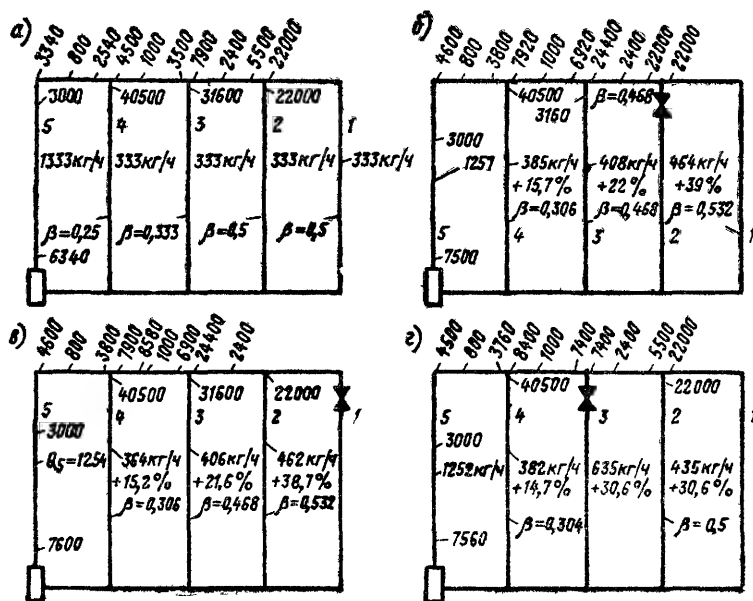 а)
3340 800 2540 4500 1000 3500 7900 2400 5500 22000
3000 40500 31600 22000
5 4 3 2 1
1333кг/ч 333кг/ч 333кг/ч 333кг/ч 333кг/ч
β=0,25 β=0,333 β=0,5 β=0,5
6340
б)
4600 800 3800 7920 1000 6920 24400 2400 22000 22000
40500 β=0,468
3160
3000
1257 385кг/ч 408кг/ч 464кг/ч
+15,7% +22% +39%
β=0,306 β=0,468 β=0,532
5 4 3 2 1
7500
в)
4600 800 3800 7900 6580 1000 6900 24400 2400
40500 31600 22000
5 4 3 2 1
3000
Q5=1254 364кг/ч 406кг/ч 462кг/ч
+15,2% +21,6% +38,7%
β=0,306 β=0,468 β=0,532
7600
г)
4500 800 3760 8400 1000 7400 7400 2400 5500 22000
40500 22000
5 4 3 2 1
3000
1252кг/ч 382кг/ч 635кг/ч 435кг/ч
+14,7% +30,6% +30,6%
β=0,304 β=0,5
7560